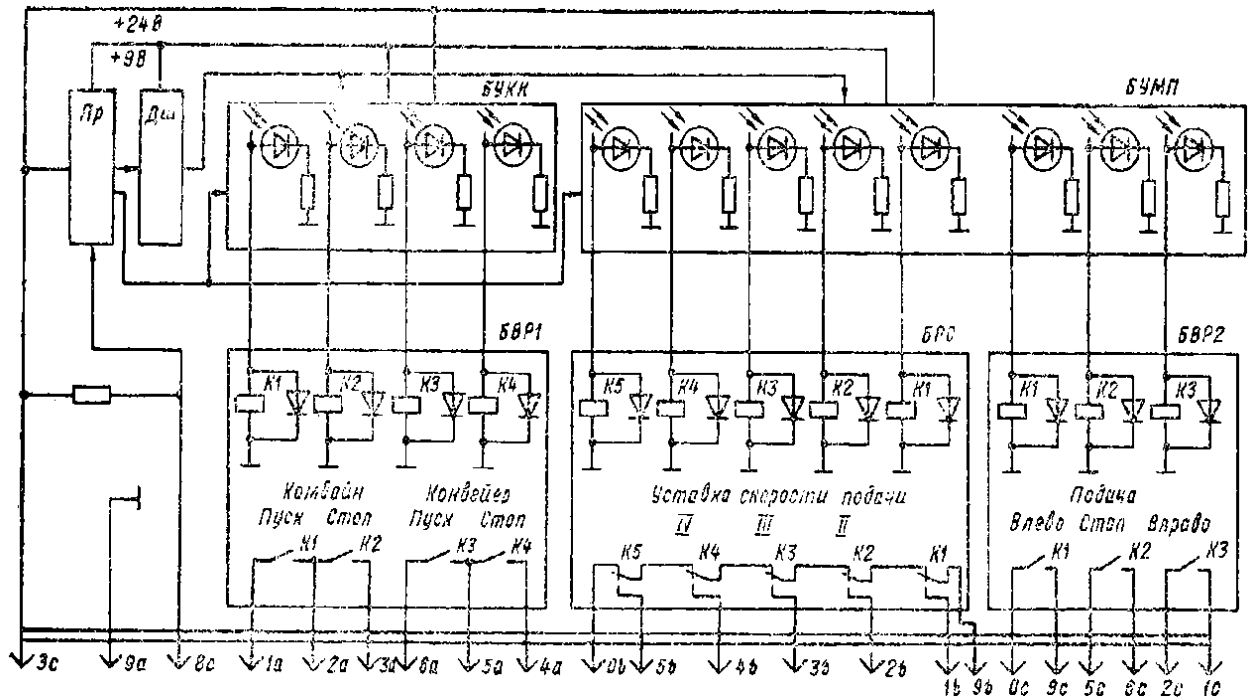 +24В
+9В
Пр
Дш
БУКК
БУМП
БВР1
БРС
БВР2
К1 К2 К3 К4
К5 К4 К3 К2 К1
К1 К2 К3
Комбайн Конвейер
Пуск Стоп Пуск Стоп
Уставка скорости подачи
IV III II
Подача
Влево Стоп Вправо
К1 К2 К3 К4
К5 К4 К3 К2 К1
К1 К2 К3
3с 9а 8с 1а 2а 3а 6а 5а 4а 0b 5b 4b 3b 2b 1b 9b 0с 9с 5с 8с 2с 1с